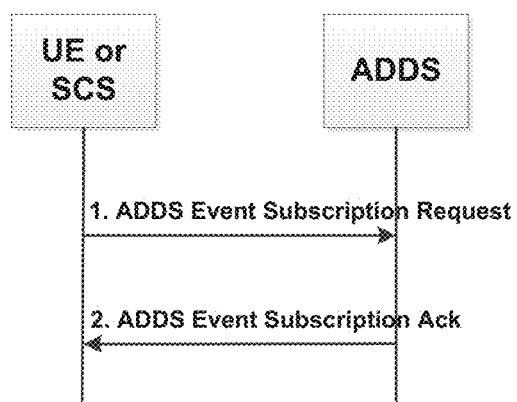 UE or
SCS
ADDS
1. ADDS Event Subscription Request
2. ADDS Event Subscription Ack